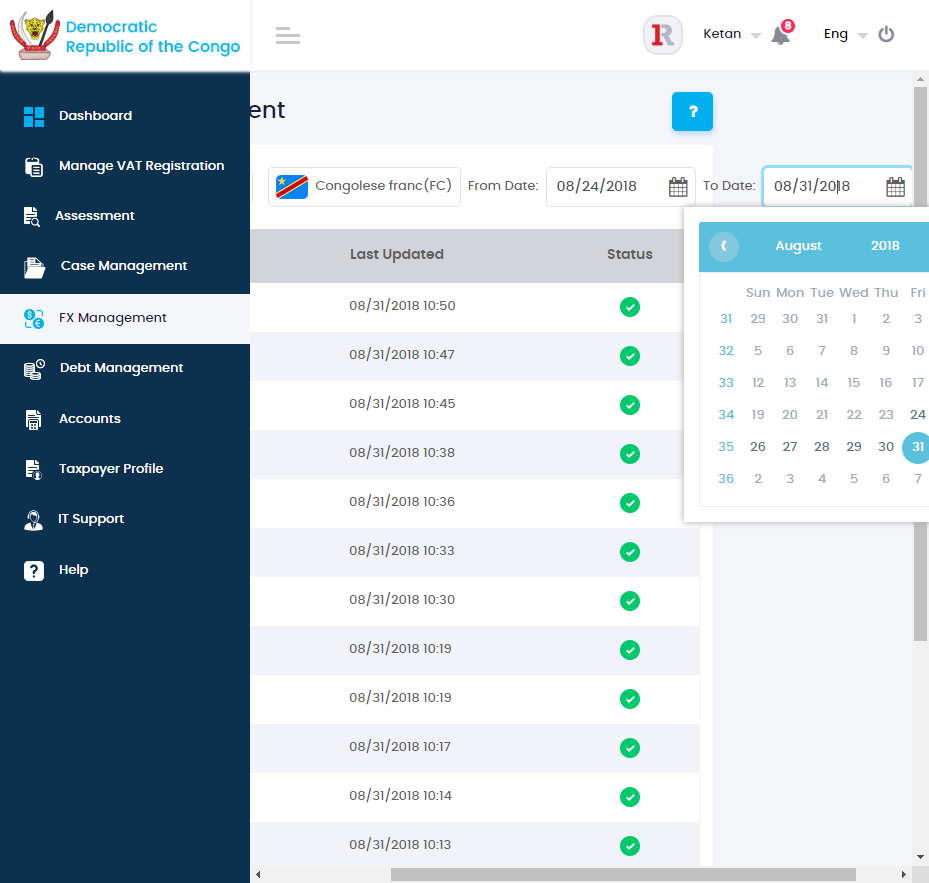 Democratic
Republic of the Congo
Ketan
8
Eng
Dashboard
Manage VAT Registration
Assessment
Case Management
FX Management
Debt Management
Accounts
Taxpayer Profile
IT Support
Help
ent
?
Congolese franc(FC)
From Date:
08/24/2018
To Date:
08/31/2018
Last Updated
Status
08/31/2018 10:50
08/31/2018 10:47
08/31/2018 10:45
08/31/2018 10:38
08/31/2018 10:36
08/31/2018 10:33
08/31/2018 10:30
08/31/2018 10:19
08/31/2018 10:19
08/31/2018 10:17
08/31/2018 10:14
08/31/2018 10:13
August 2018
Sun Mon Tue Wed Thu Fri
31 29 30 31 1 2 3
32 5 6 7 8 9 10
33 12 13 14 15 16 17
34 19 20 21 22 23 24
35 26 27 28 29 30 31
36 2 3 4 5 6 7